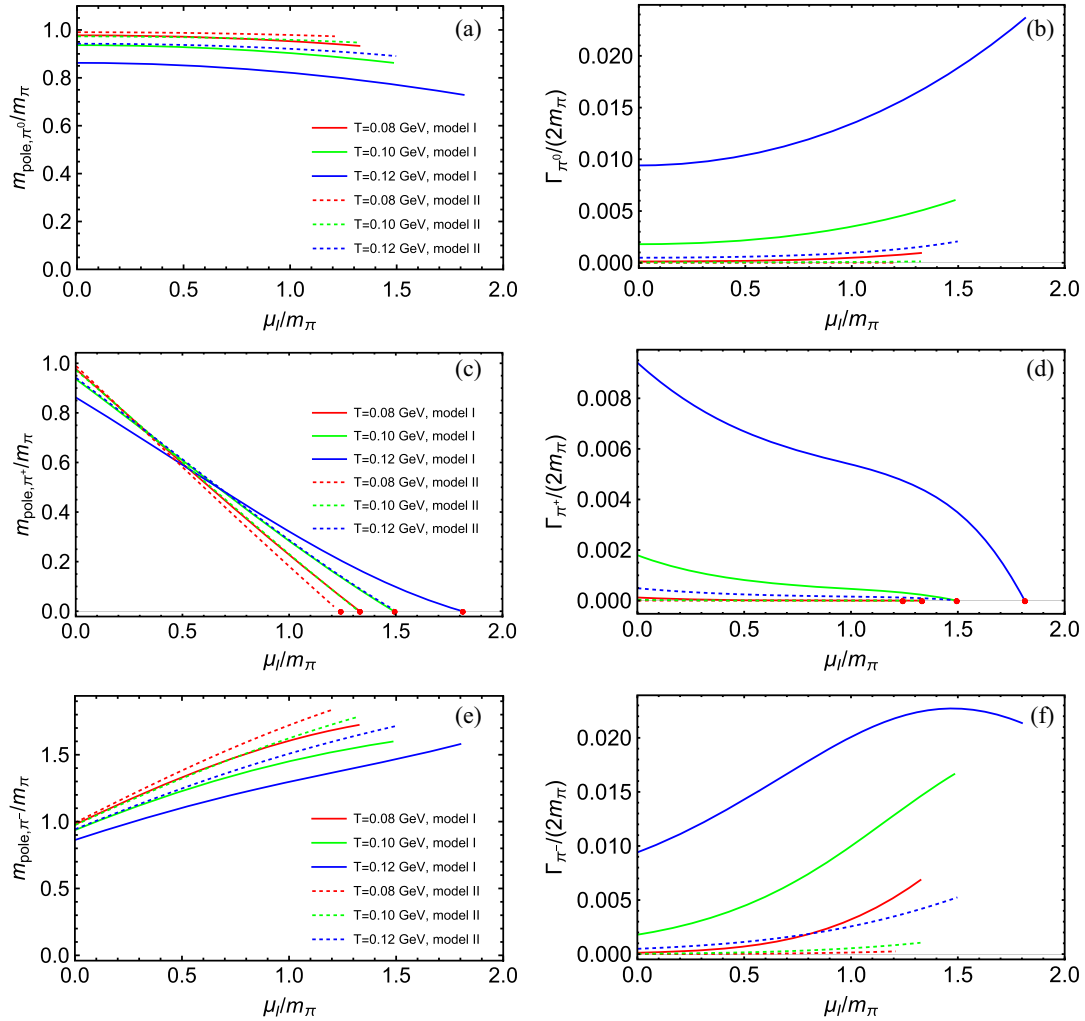 (a)
m_pole,π⁰/m_π
1.0
0.8
0.6
0.4
0.2
0.0
T=0.08 GeV, model I
T=0.10 GeV, model I
T=0.12 GeV, model I
T=0.08 GeV, model II
T=0.10 GeV, model II
T=0.12 GeV, model II
0.0 0.5 1.0 1.5 2.0
μ_I/m_π
(b)
Γ_π⁰/(2m_π)
0.020
0.015
0.010
0.005
0.000
0.0 0.5 1.0 1.5 2.0
μ_I/m_π
(c)
m_pole,π⁺/m_π
1.0
0.8
0.6
0.4
0.2
0.0
T=0.08 GeV, model I
T=0.10 GeV, model I
T=0.12 GeV, model I
T=0.08 GeV, model II
T=0.10 GeV, model II
T=0.12 GeV, model II
0.0 0.5 1.0 1.5 2.0
μ_I/m_π
(d)
Γ_π⁺/(2m_π)
0.008
0.006
0.004
0.002
0.000
0.0 0.5 1.0 1.5 2.0
μ_I/m_π
(e)
m_pole,π⁻/m_π
1.5
1.0
0.5
0.0
T=0.08 GeV, model I
T=0.10 GeV, model I
T=0.12 GeV, model I
T=0.08 GeV, model II
T=0.10 GeV, model II
T=0.12 GeV, model II
0.0 0.5 1.0 1.5 2.0
μ_I/m_π
(f)
Γ_π⁻/(2m_π)
0.020
0.015
0.010
0.005
0.000
0.0 0.5 1.0 1.5 2.0
μ_I/m_π